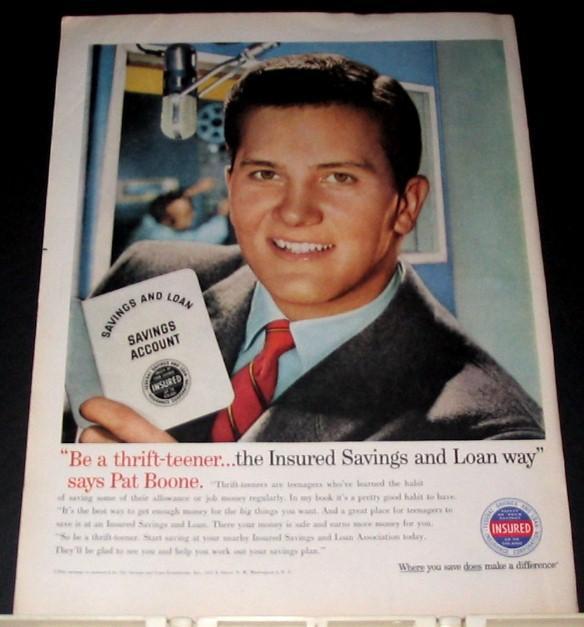 SAVINGS AND LOAN
SAVINGS
ACCOUNT
INSURED
"Be a thrift-teener...the Insured Savings and Loan way"
says Pat Boone. "Thrift-teeners are teenagers who've learned the habit
of saving some of their allowance or job money regularly. In my book it's a pretty good habit to have.
"It's the best way to get enough money for the big things you want. And a great place for teenagers to
save is at an Insured Savings and Loan. There your money is safe and earns more money for you.
"So be a thrift-teener. Start saving at your nearby Insured Savings and Loan Association today.
They'll be glad to see you and help you work out your savings plan."
INSURED
Where you save does make a difference